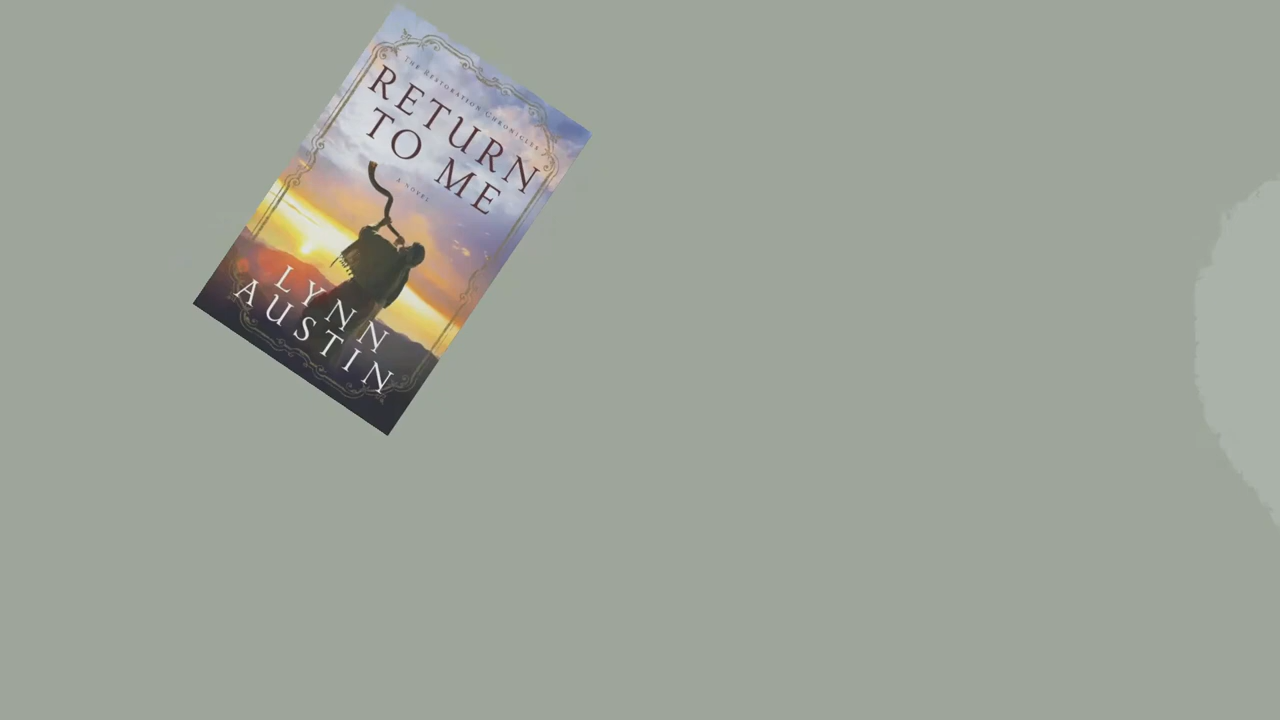 THE RESTORATION CHRONICLES
RETURN
TO ME
A NOVEL
LYNN
AUSTIN